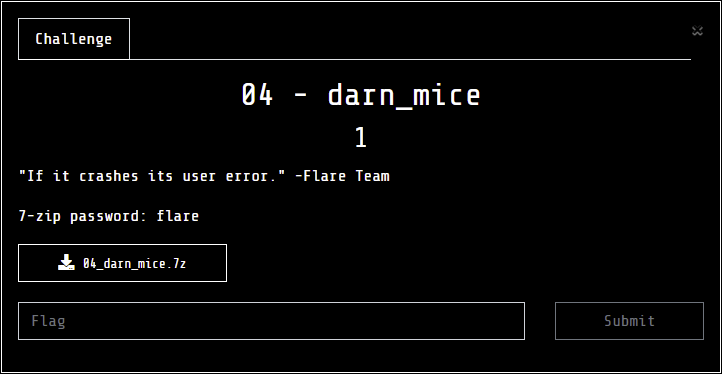 Challenge
04 - darn_mice
1
"If it crashes its user error." -Flare Team
7-zip password: flare
04_darn_mice.7z
Flag
Submit